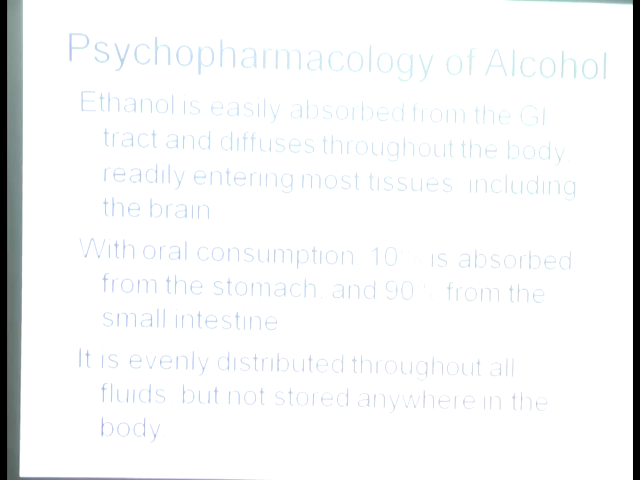 Psychopharmacology of Alcohol
Ethanol is easily absorbed from the GI
tract and diffuses throughout the body
readily entering most tissues including
the brain
With oral consumption, 10% is absorbed
from the stomach, and 90% from the
small intestine
It is evenly distributed throughout all
fluids but not stored anywhere in the
body